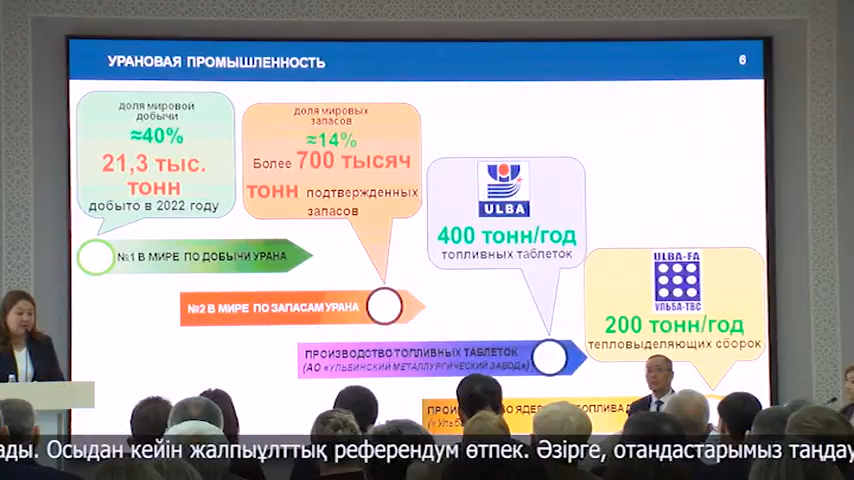 УРАНОВАЯ ПРОМЫШЛЕННОСТЬ
6
доля мировой
добычи
≈40%
21,3 тыс.
тонн
добыто в 2022 году
доля мировых
запасов
≈14%
Более 700 тысяч
тонн подтвержденных
запасов
ULBA
400 тонн/год
топливных таблеток
ULBA-FA
УЛЬБА-ТВС
200 тонн/год
тепловыделяющих сборок
№1 В МИРЕ ПО ДОБЫЧИ УРАНА
№2 В МИРЕ ПО ЗАПАСАМ УРАНА
ПРОИЗВОДСТВО ТОПЛИВНЫХ ТАБЛЕТОК
(АО «УЛЬБИНСКИЙ МЕТАЛЛУРГИЧЕСКИЙ ЗАВОД»)
Осыдан кейін жалпыұлттық референдум өтпек. Әзірге, отандастарымыз таңдау